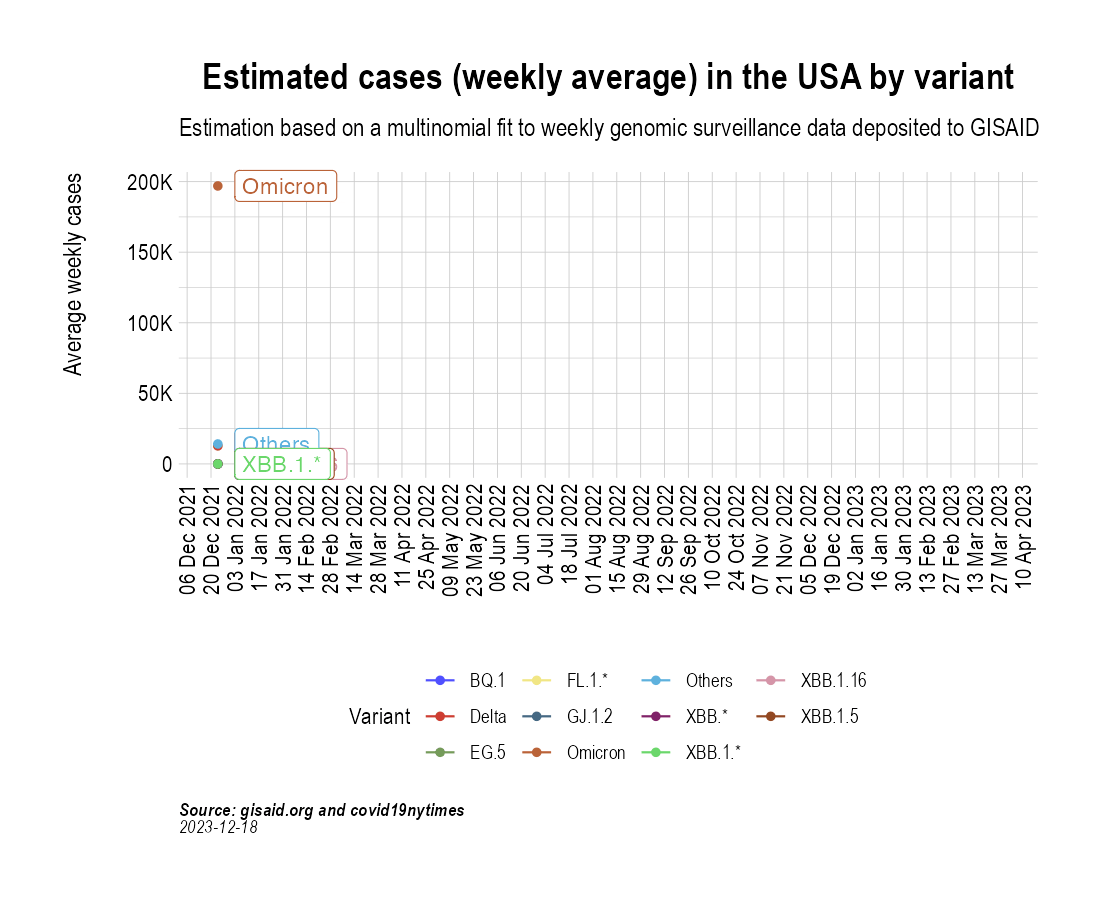 Estimated cases (weekly average) in the USA by variant
Estimation based on a multinomial fit to weekly genomic surveillance data deposited to GISAID
Average weekly cases
200K
150K
100K
50K
0
Omicron
Others
XBB.1.*
06 Dec 2021
20 Dec 2021
03 Jan 2022
17 Jan 2022
31 Jan 2022
14 Feb 2022
28 Feb 2022
14 Mar 2022
28 Mar 2022
11 Apr 2022
25 Apr 2022
09 May 2022
23 May 2022
06 Jun 2022
20 Jun 2022
04 Jul 2022
18 Jul 2022
01 Aug 2022
15 Aug 2022
29 Aug 2022
12 Sep 2022
26 Sep 2022
10 Oct 2022
24 Oct 2022
07 Nov 2022
21 Nov 2022
05 Dec 2022
19 Dec 2022
02 Jan 2023
16 Jan 2023
30 Jan 2023
13 Feb 2023
27 Feb 2023
13 Mar 2023
27 Mar 2023
10 Apr 2023
Variant
BQ.1
Delta
EG.5
FL.1.*
GJ.1.2
Omicron
Others
XBB.*
XBB.1.*
XBB.1.16
XBB.1.5
Source: gisaid.org and covid19nytimes
2023-12-18